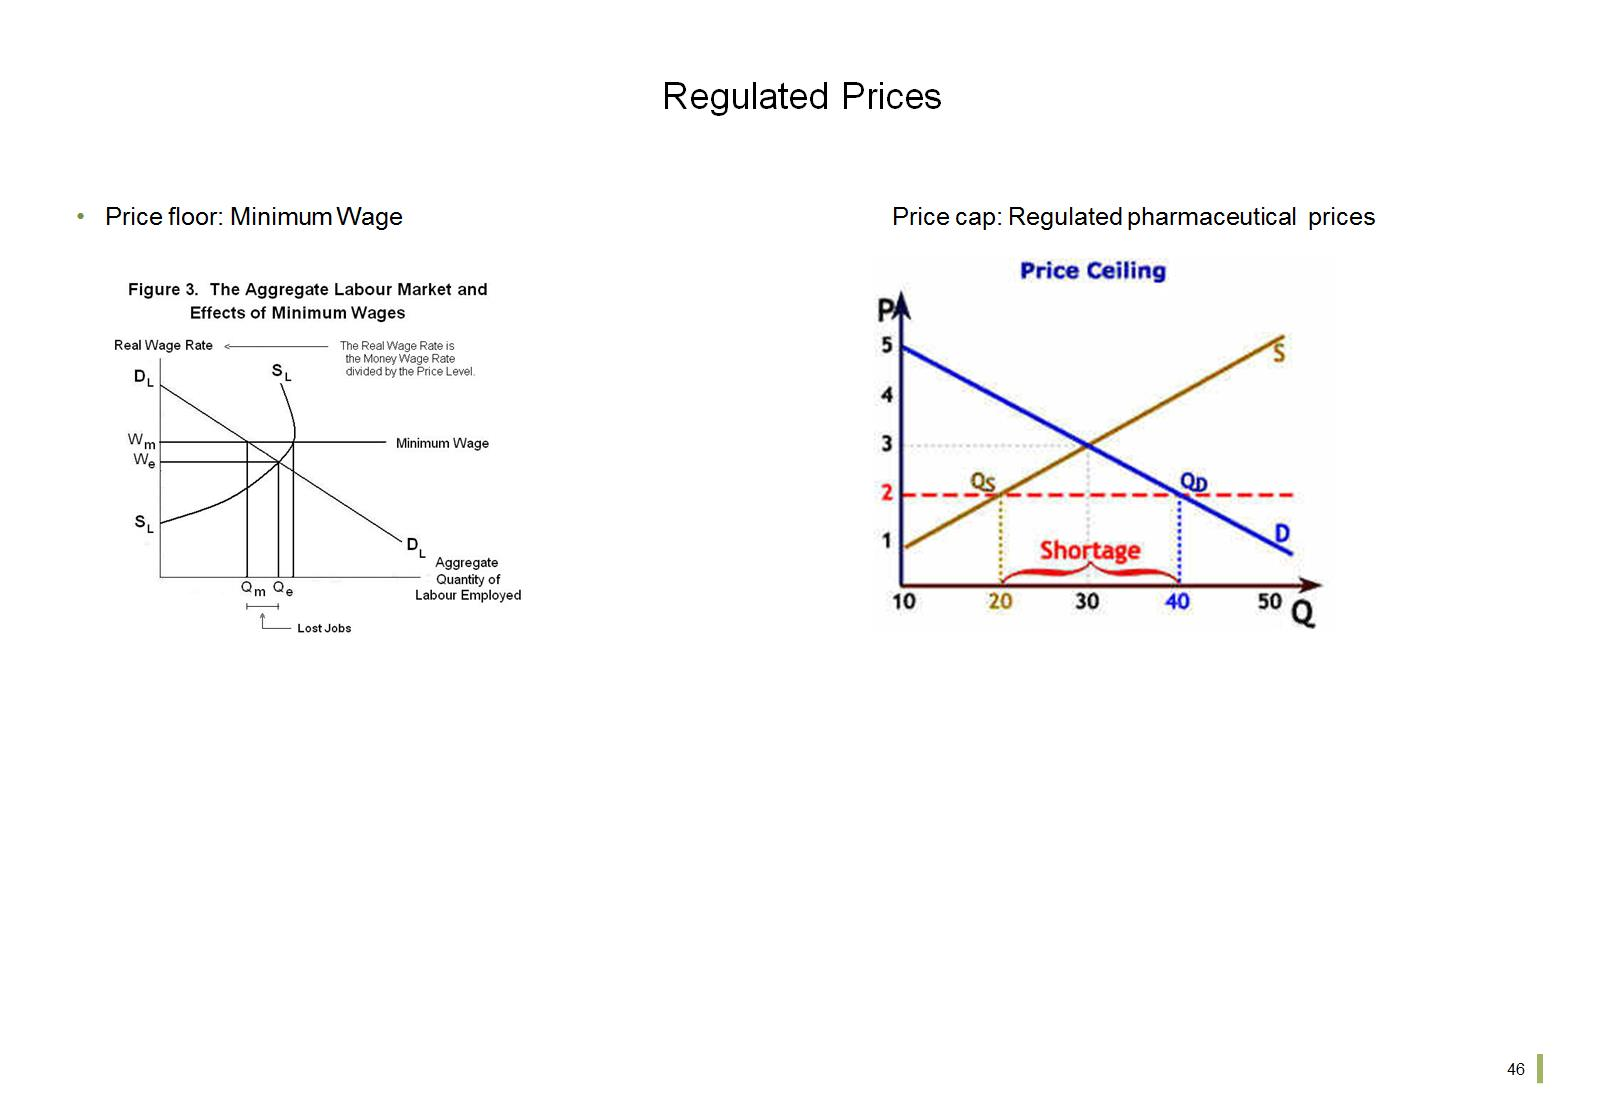 Regulated Prices
• Price floor: Minimum Wage
Price cap: Regulated pharmaceutical prices
Figure 3. The Aggregate Labour Market and
Effects of Minimum Wages
Real Wage Rate
The Real Wage Rate is
the Money Wage Rate
divided by the Price Level.
DL
SL
Wm
Minimum Wage
We
SL
DL
Aggregate
Quantity of
Labour Employed
Qm Qe
Lost Jobs
Price Ceiling
P
5
S
4
3
QS
QD
2
D
1
Shortage
10 20 30 40 50 Q
46